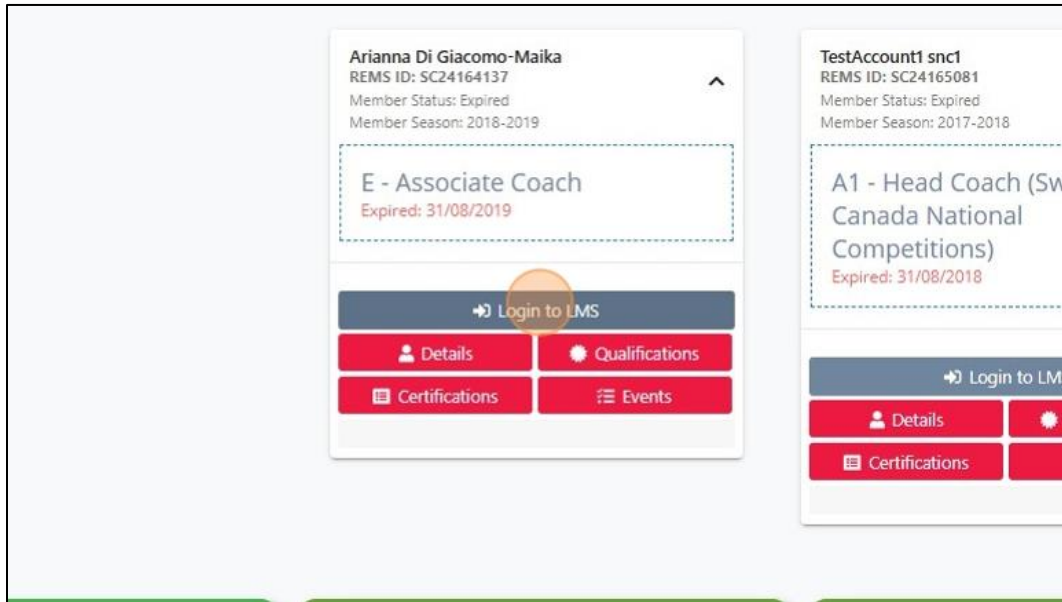 Arianna Di Giacomo-Maika
REMS ID: SC24164137
Member Status: Expired
Member Season: 2018-2019
E - Associate Coach
Expired: 31/08/2019
Login to LMS
Details
Qualifications
Certifications
Events
TestAccount1 snc1
REMS ID: SC24165081
Member Status: Expired
Member Season: 2017-2018
A1 - Head Coach (Sw
Canada National
Competitions)
Expired: 31/08/2018
Login to LM
Details
Certifications